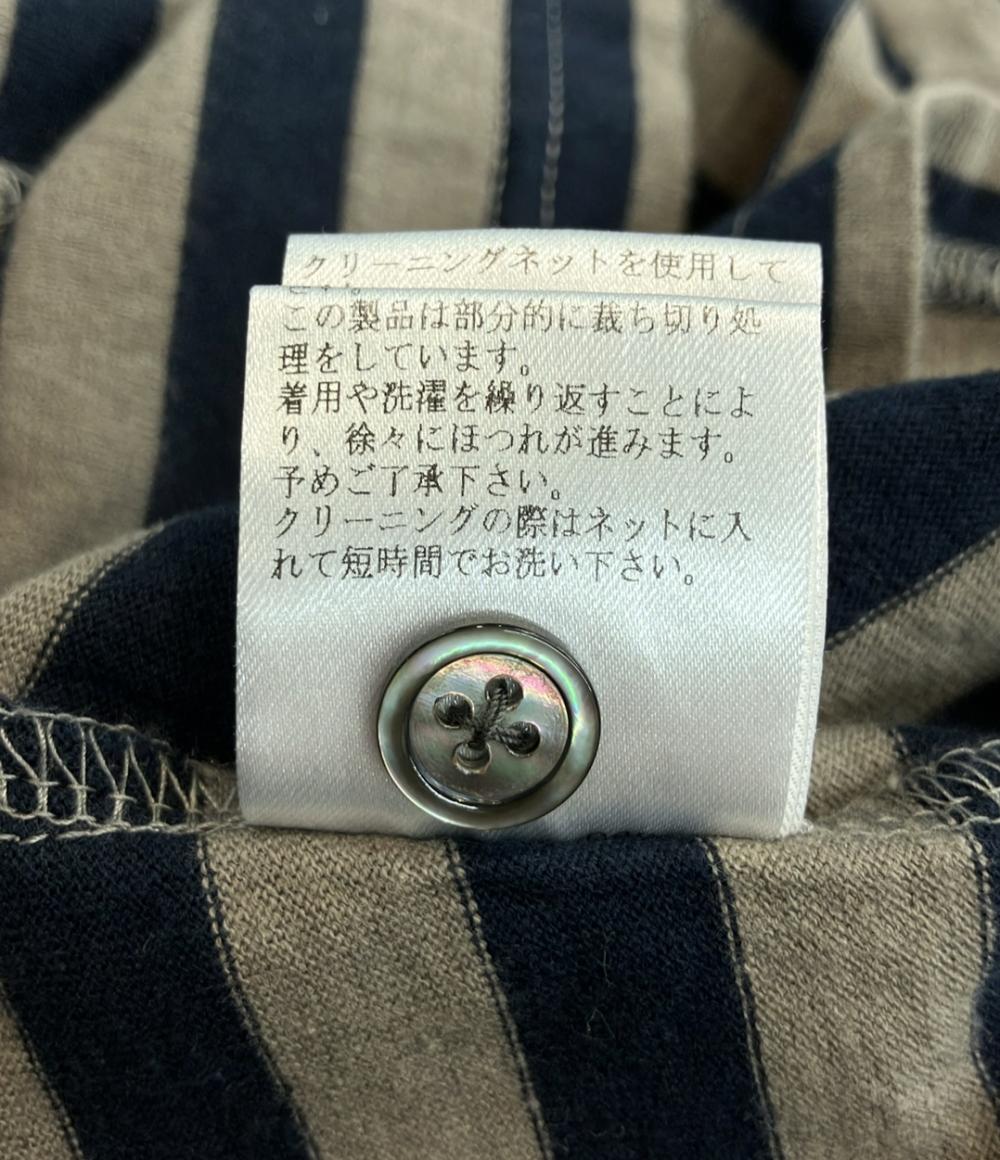 クリーニングネットを使用して
この製品は部分的に裁ち切り処
理をしています。
着用や洗濯を繰り返すことによ
り、徐々にほつれが進みます。
予めご了承下さい。
クリーニングの際はネットに入
れて短時間でお洗い下さい。